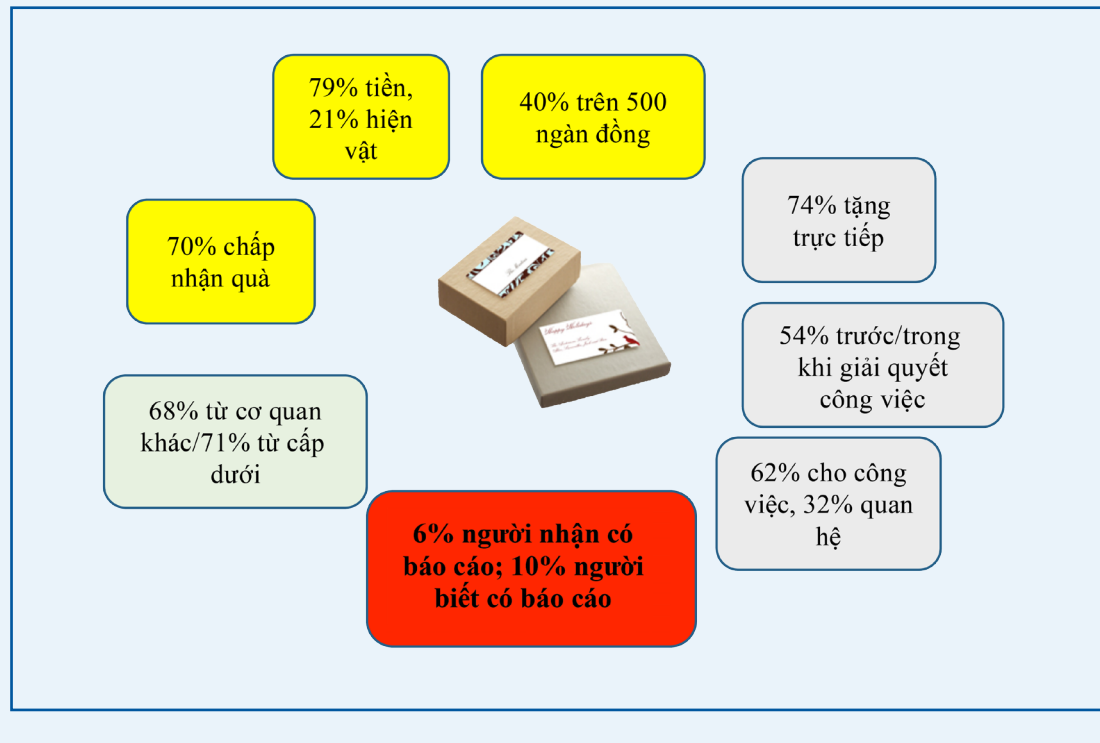 79% tiền,
21% hiện
vật
40% trên 500
ngàn đồng
74% tặng
trực tiếp
70% chấp
nhận quà
54% trước/trong
khi giải quyết
công việc
68% từ cơ quan
khác/71% từ cấp
dưới
62% cho công
việc, 32% quan
hệ
6% người nhận có
báo cáo; 10% người
biết có báo cáo
Happy Holidays